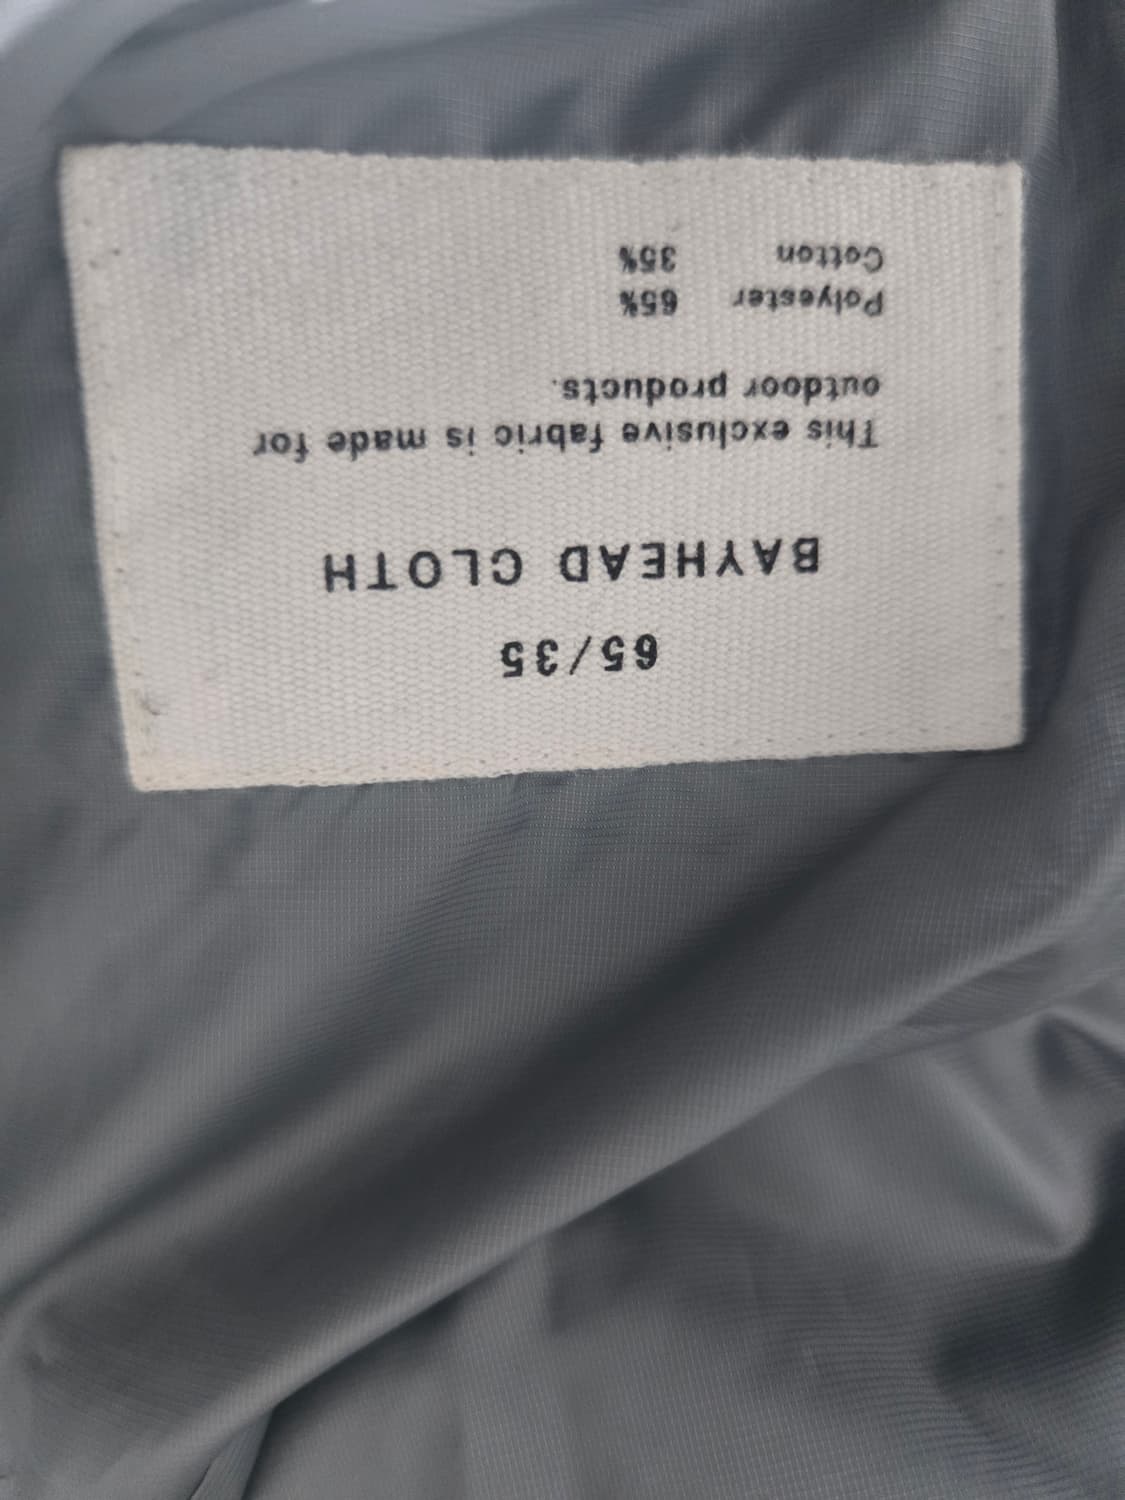 65/35
BAYHEAD CLOTH
This exclusive fabric is made for
outdoor products.
Polyester 65%
Cotton 35%